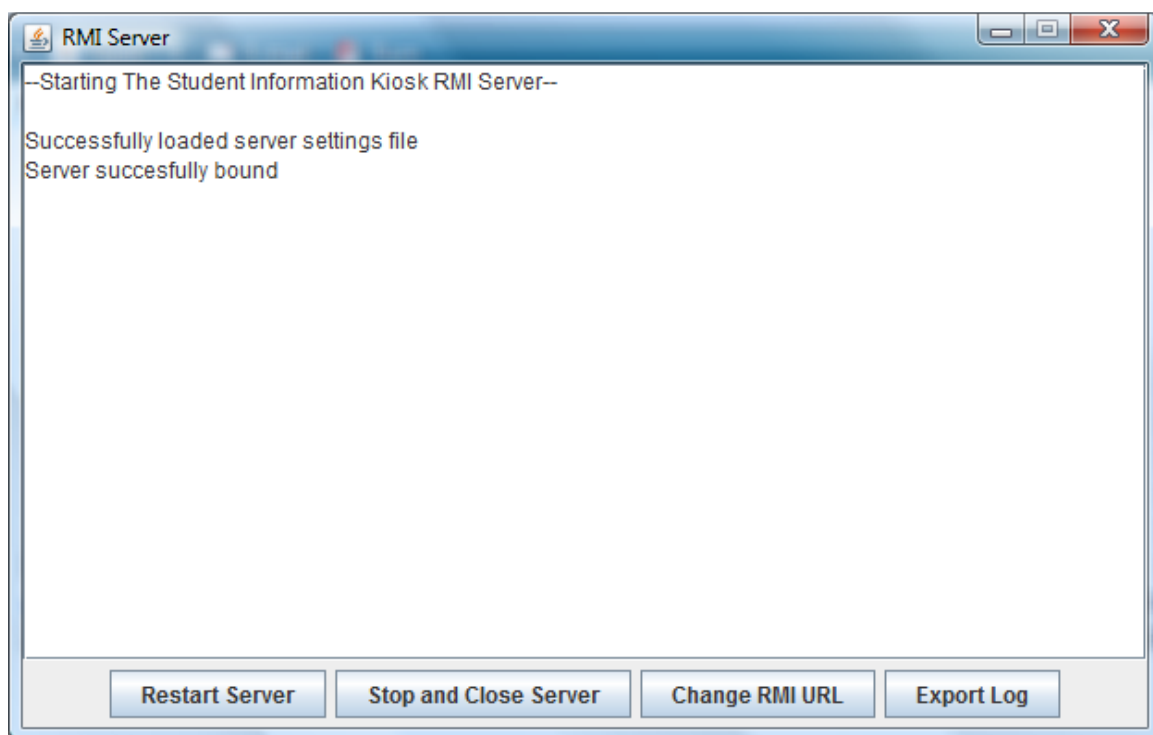 RMI Server
--Starting The Student Information Kiosk RMI Server--
Successfully loaded server settings file
Server succesfully bound
Restart Server
Stop and Close Server
Change RMI URL
Export Log